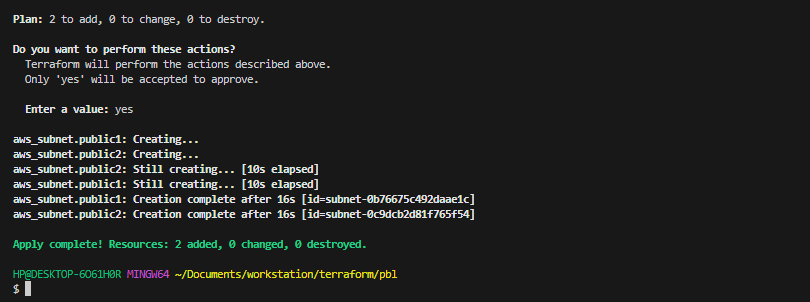 Plan: 2 to add, 0 to change, 0 to destroy.
Do you want to perform these actions?
Terraform will perform the actions described above.
Only 'yes' will be accepted to approve.
Enter a value: yes
aws_subnet.public1: Creating...
aws_subnet.public2: Creating...
aws_subnet.public2: Still creating... [10s elapsed]
aws_subnet.public1: Still creating... [10s elapsed]
aws_subnet.public1: Creation complete after 16s [id=subnet-0b76675c492daae1c]
aws_subnet.public2: Creation complete after 16s [id=subnet-0c9dcb2d81f765f54]
Apply complete! Resources: 2 added, 0 changed, 0 destroyed.
HP@DESKTOP-6O61H0R MINGW64 ~/Documents/workstation/terraform/pbl
$